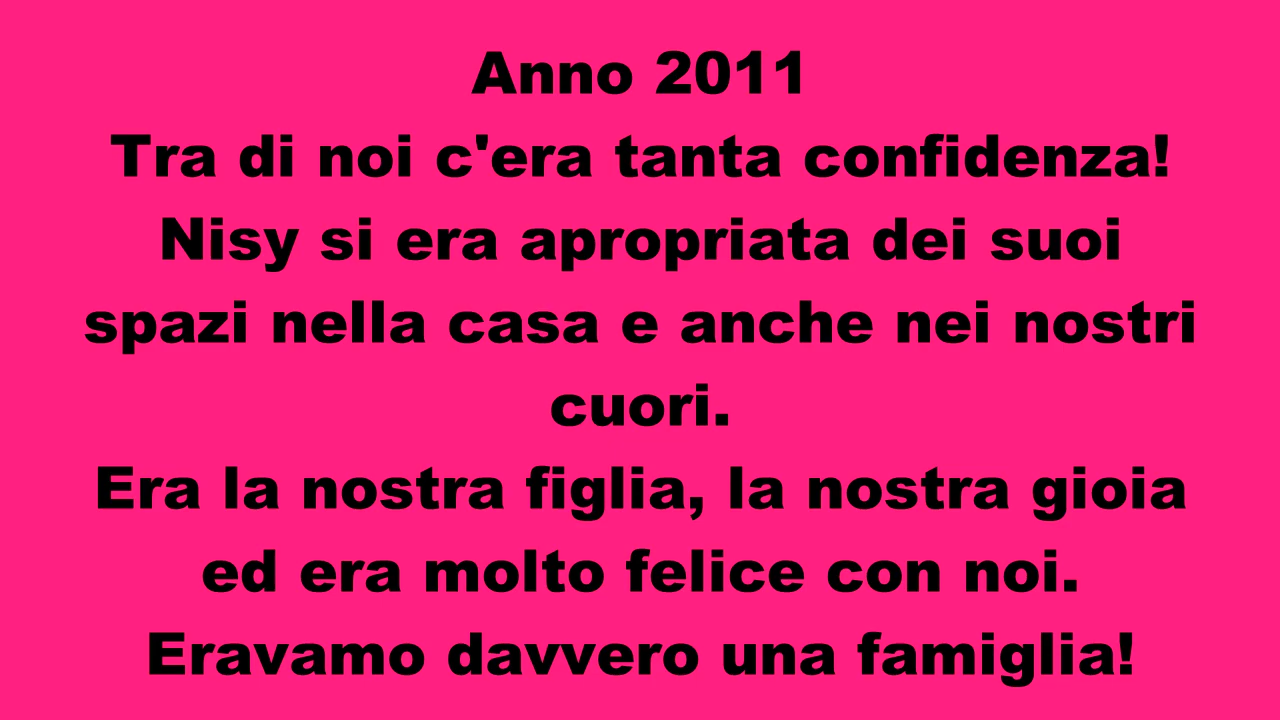 Anno 2011
Tra di noi c'era tanta confidenza!
Nisy si era apropriata dei suoi
spazi nella casa e anche nei nostri
cuori.
Era la nostra figlia, la nostra gioia
ed era molto felice con noi.
Eravamo davvero una famiglia!